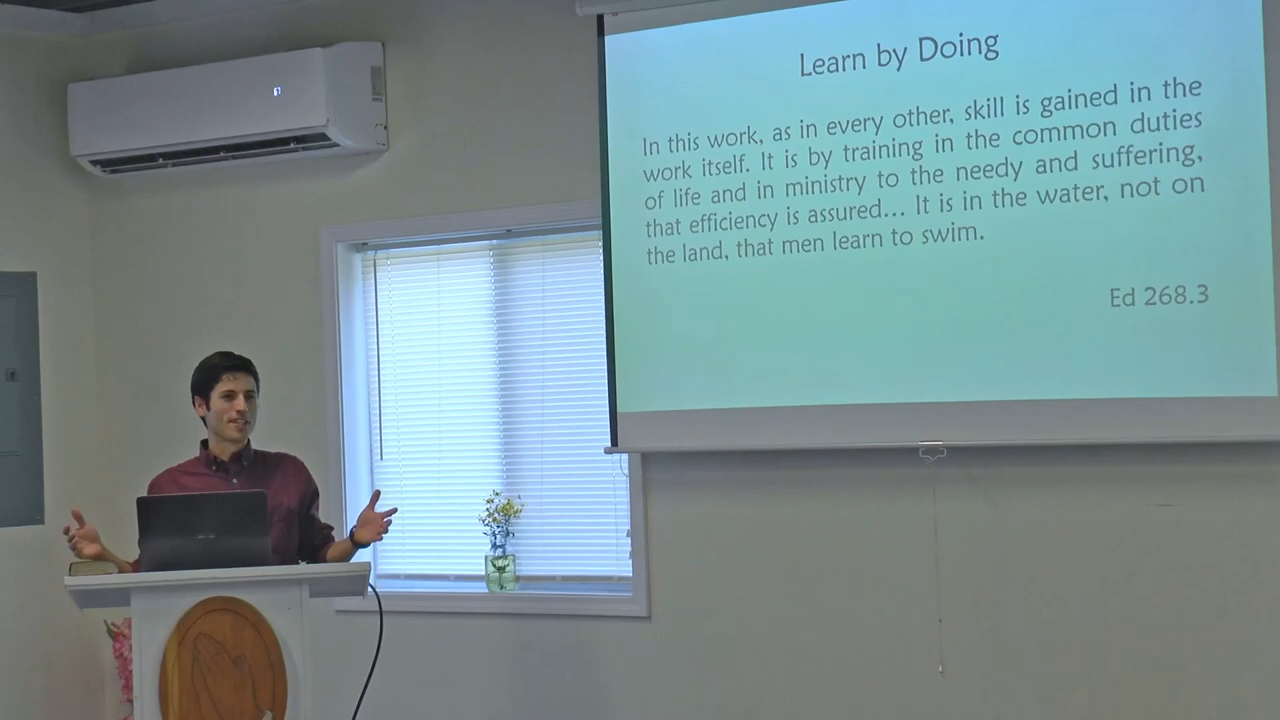 Learn by Doing
In this work, as in every other, skill is gained in the
work itself. It is by training in the common duties
of life and in ministry to the needy and suffering,
that efficiency is assured... It is in the water, not on
the land, that men learn to swim.
Ed 268.3